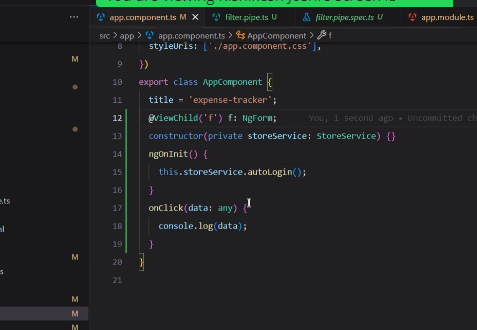 app.component.ts M
filter.pipe.ts U
filter.pipe.spec.ts U
app.module.ts
src > app > app.component.ts > AppComponent > f
8 styleUrls: ['./app.component.css'],
9 })
10 export class AppComponent {
11 title = 'expense-tracker';
12 @ViewChild('f') f: NgForm; You, 1 second ago • Uncommitted ch
13 constructor(private storeService: StoreService) {}
14 ngOnInit() {
15 this.storeService.autoLogin();
16 }
17 onClick(data: any) {
18 console.log(data);
19 }
20 }
21
M
.ts
al
s
M
M
M
M